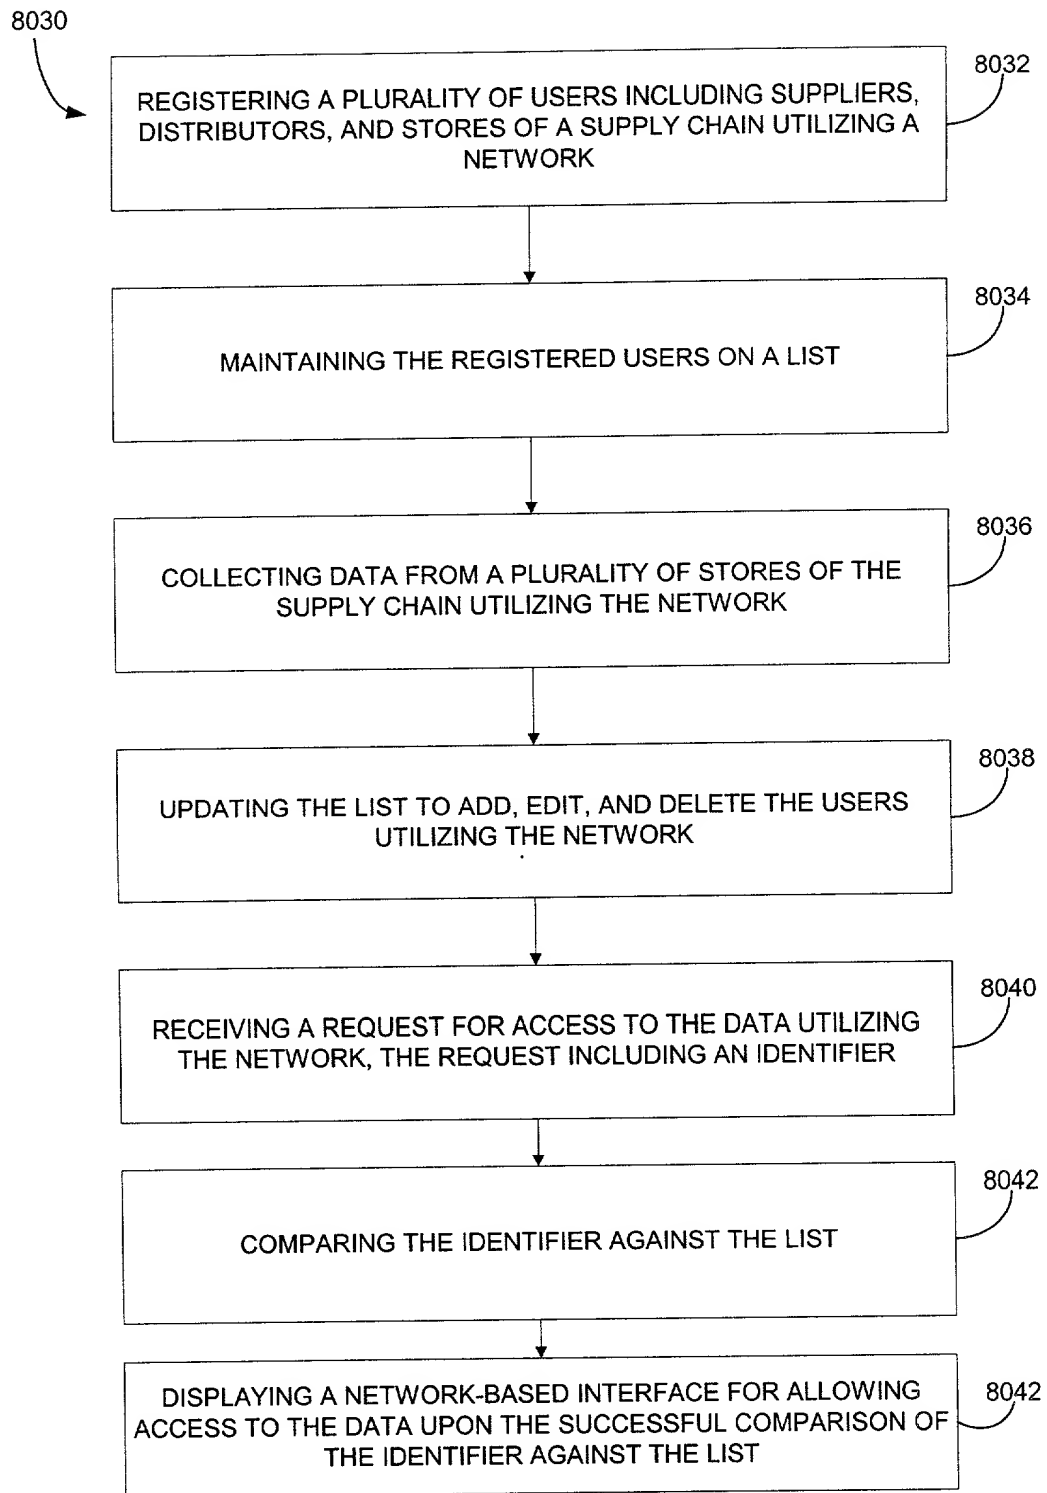 8030
8032
REGISTERING A PLURALITY OF USERS INCLUDING SUPPLIERS,
DISTRIBUTORS, AND STORES OF A SUPPLY CHAIN UTILIZING A
NETWORK
8034
MAINTAINING THE REGISTERED USERS ON A LIST
8036
COLLECTING DATA FROM A PLURALITY OF STORES OF THE
SUPPLY CHAIN UTILIZING THE NETWORK
8038
UPDATING THE LIST TO ADD, EDIT, AND DELETE THE USERS
UTILIZING THE NETWORK
8040
RECEIVING A REQUEST FOR ACCESS TO THE DATA UTILIZING
THE NETWORK, THE REQUEST INCLUDING AN IDENTIFIER
8042
COMPARING THE IDENTIFIER AGAINST THE LIST
8042
DISPLAYING A NETWORK-BASED INTERFACE FOR ALLOWING
ACCESS TO THE DATA UPON THE SUCCESSFUL COMPARISON OF
THE IDENTIFIER AGAINST THE LIST